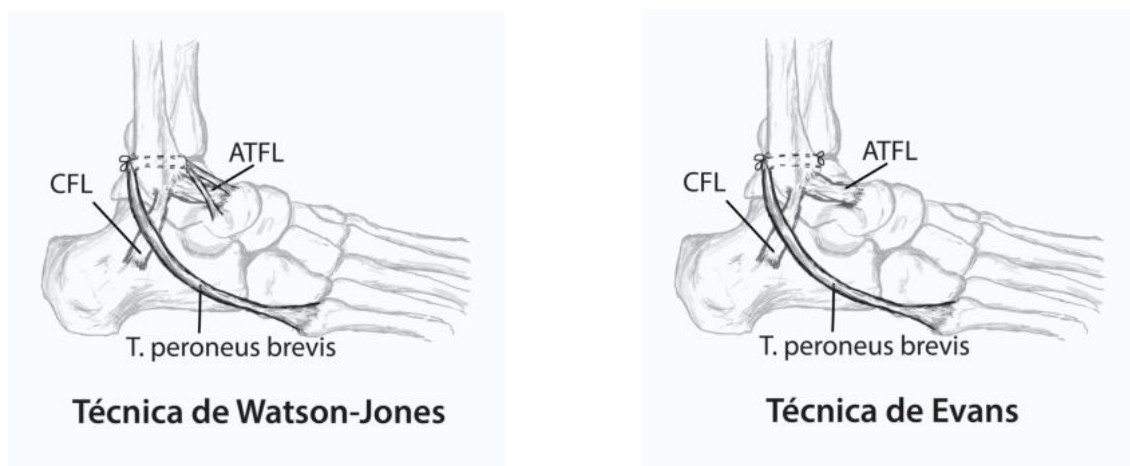 ATFL
CFL
T. peroneus brevis
Técnica de Watson-Jones
ATFL
CFL
T. peroneus brevis
Técnica de Evans